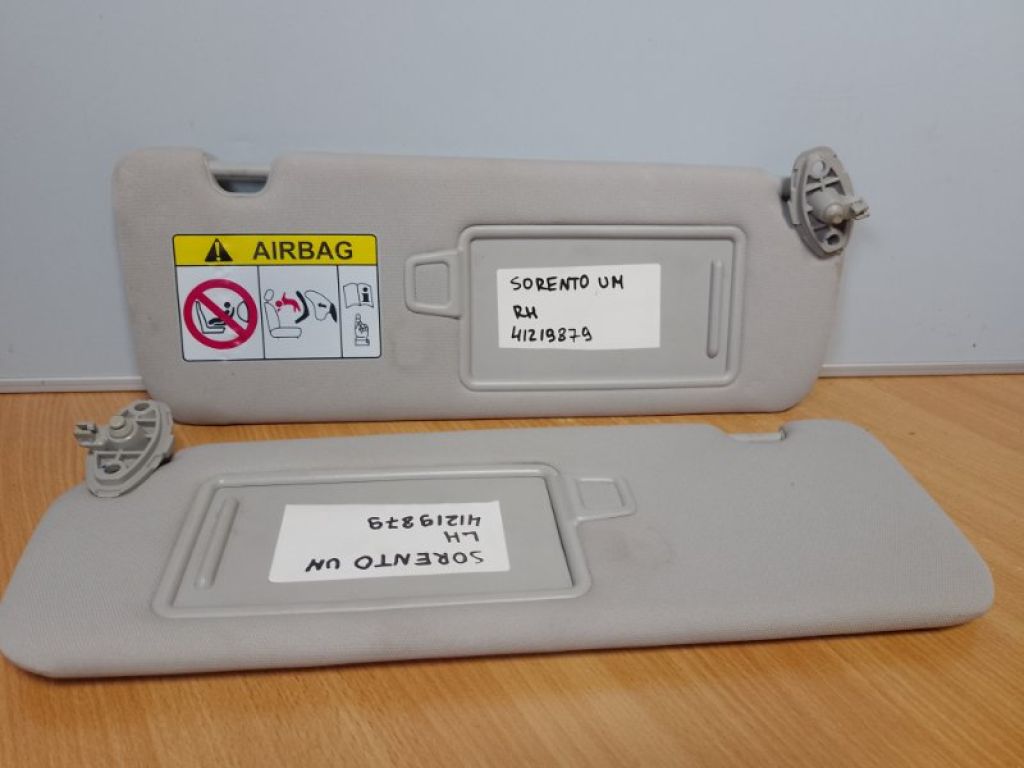 AIRBAG
SORENTO UM
RH
41219879
SORENTO UM
LH
41219879